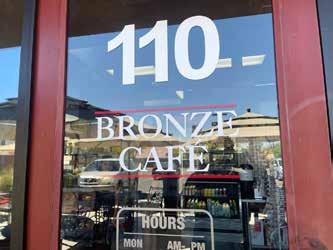 110
BRONZE
CAFÉ
HOURS
MON AM- PM